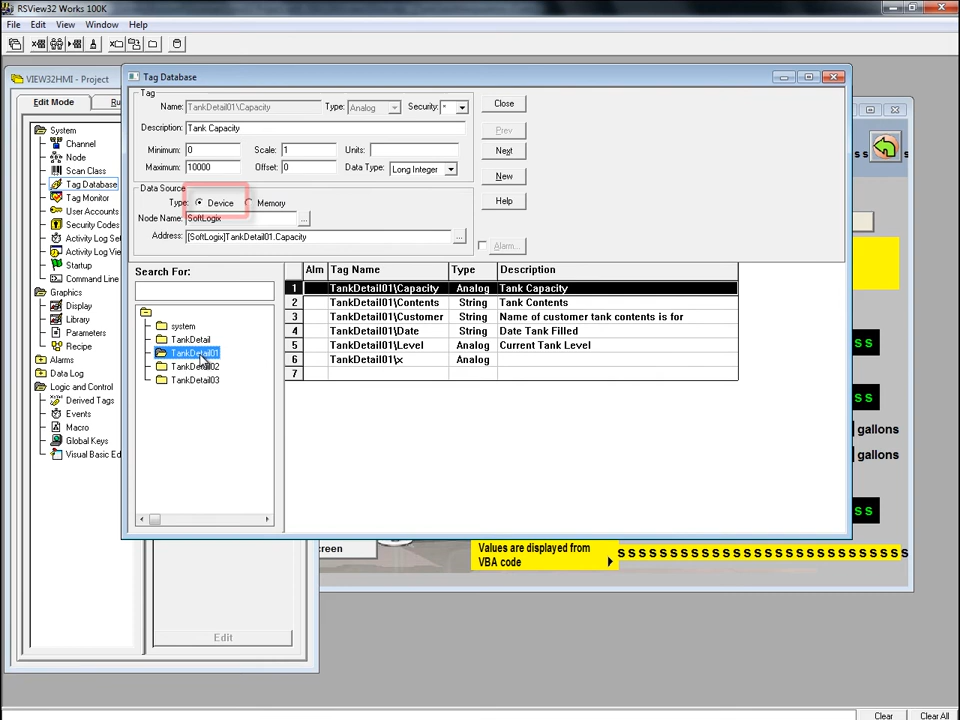 RSView32 Works 100K
File Edit View Window Help
VIEW32HMI - Project
Edit Mode
System
Channel
Node
Scan Class
Tag Database
Tag Monitor
User Accounts
Security Codes
Activity Log Set
Activity Log View
Startup
Command Line
Graphics
Display
Library
Parameters
Recipe
Alarms
Data Log
Logic and Control
Derived Tags
Events
Macro
Global Keys
Visual Basic Ed
Edit
Tag Database
Tag
Name: TankDetail01\Capacity Type: Analog Security: *
Description: Tank Capacity
Minimum: 0 Scale: 1 Units:
Maximum: 10000 Offset: 0 Data Type: Long Integer
Data Source
Type: Device Memory
Node Name: SoftLogix ...
Address: [SoftLogix]TankDetail01.Capacity ...
Alarm...
Close
Prev
Next
New
Help
Search For:
system
TankDetail
TankDetail01
TankDetail02
TankDetail03
Alm Tag Name Type Description
1 TankDetail01\Capacity Analog Tank Capacity
2 TankDetail01\Contents String Tank Contents
3 TankDetail01\Customer String Name of customer tank contents is for
4 TankDetail01\Date String Date Tank Filled
5 TankDetail01\Level Analog Current Tank Level
6 TankDetail01\x Analog
7
s s
s s
s s
gallons
gallons
s s
reen
Values are displayed from
VBA code
s s s s s s s s s s s s s s s s s s s s s s s s s s s s s
Clear Clear All